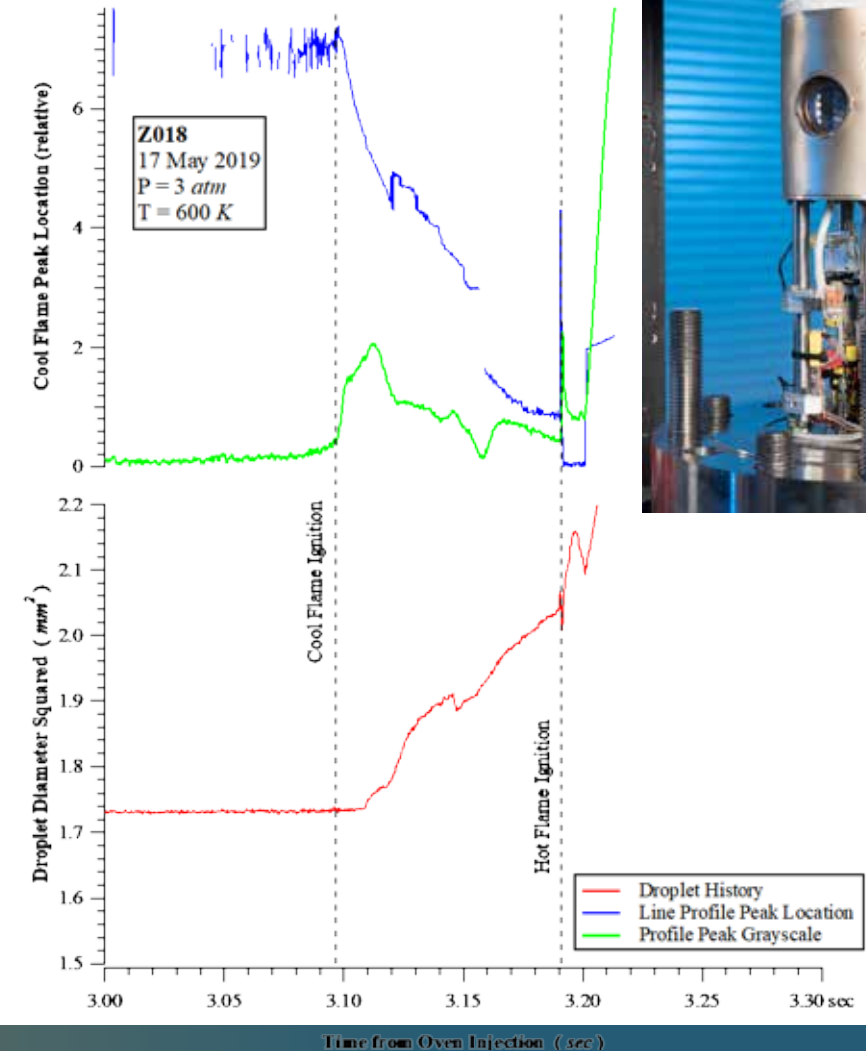 Cool Flame Peak Location (relative)
6
4
2
0
Z018
17 May 2019
P = 3 atm
T = 600 K
Droplet Diameter Squared ( mm² )
2.2
2.1
2.0
1.9
1.8
1.7
1.6
1.5
Cool Flame Ignition
Hot Flame Ignition
Droplet History
Line Profile Peak Location
Profile Peak Grayscale
3.00 3.05 3.10 3.15 3.20 3.25 3.30 sec
Time from Oven Injection ( sec )